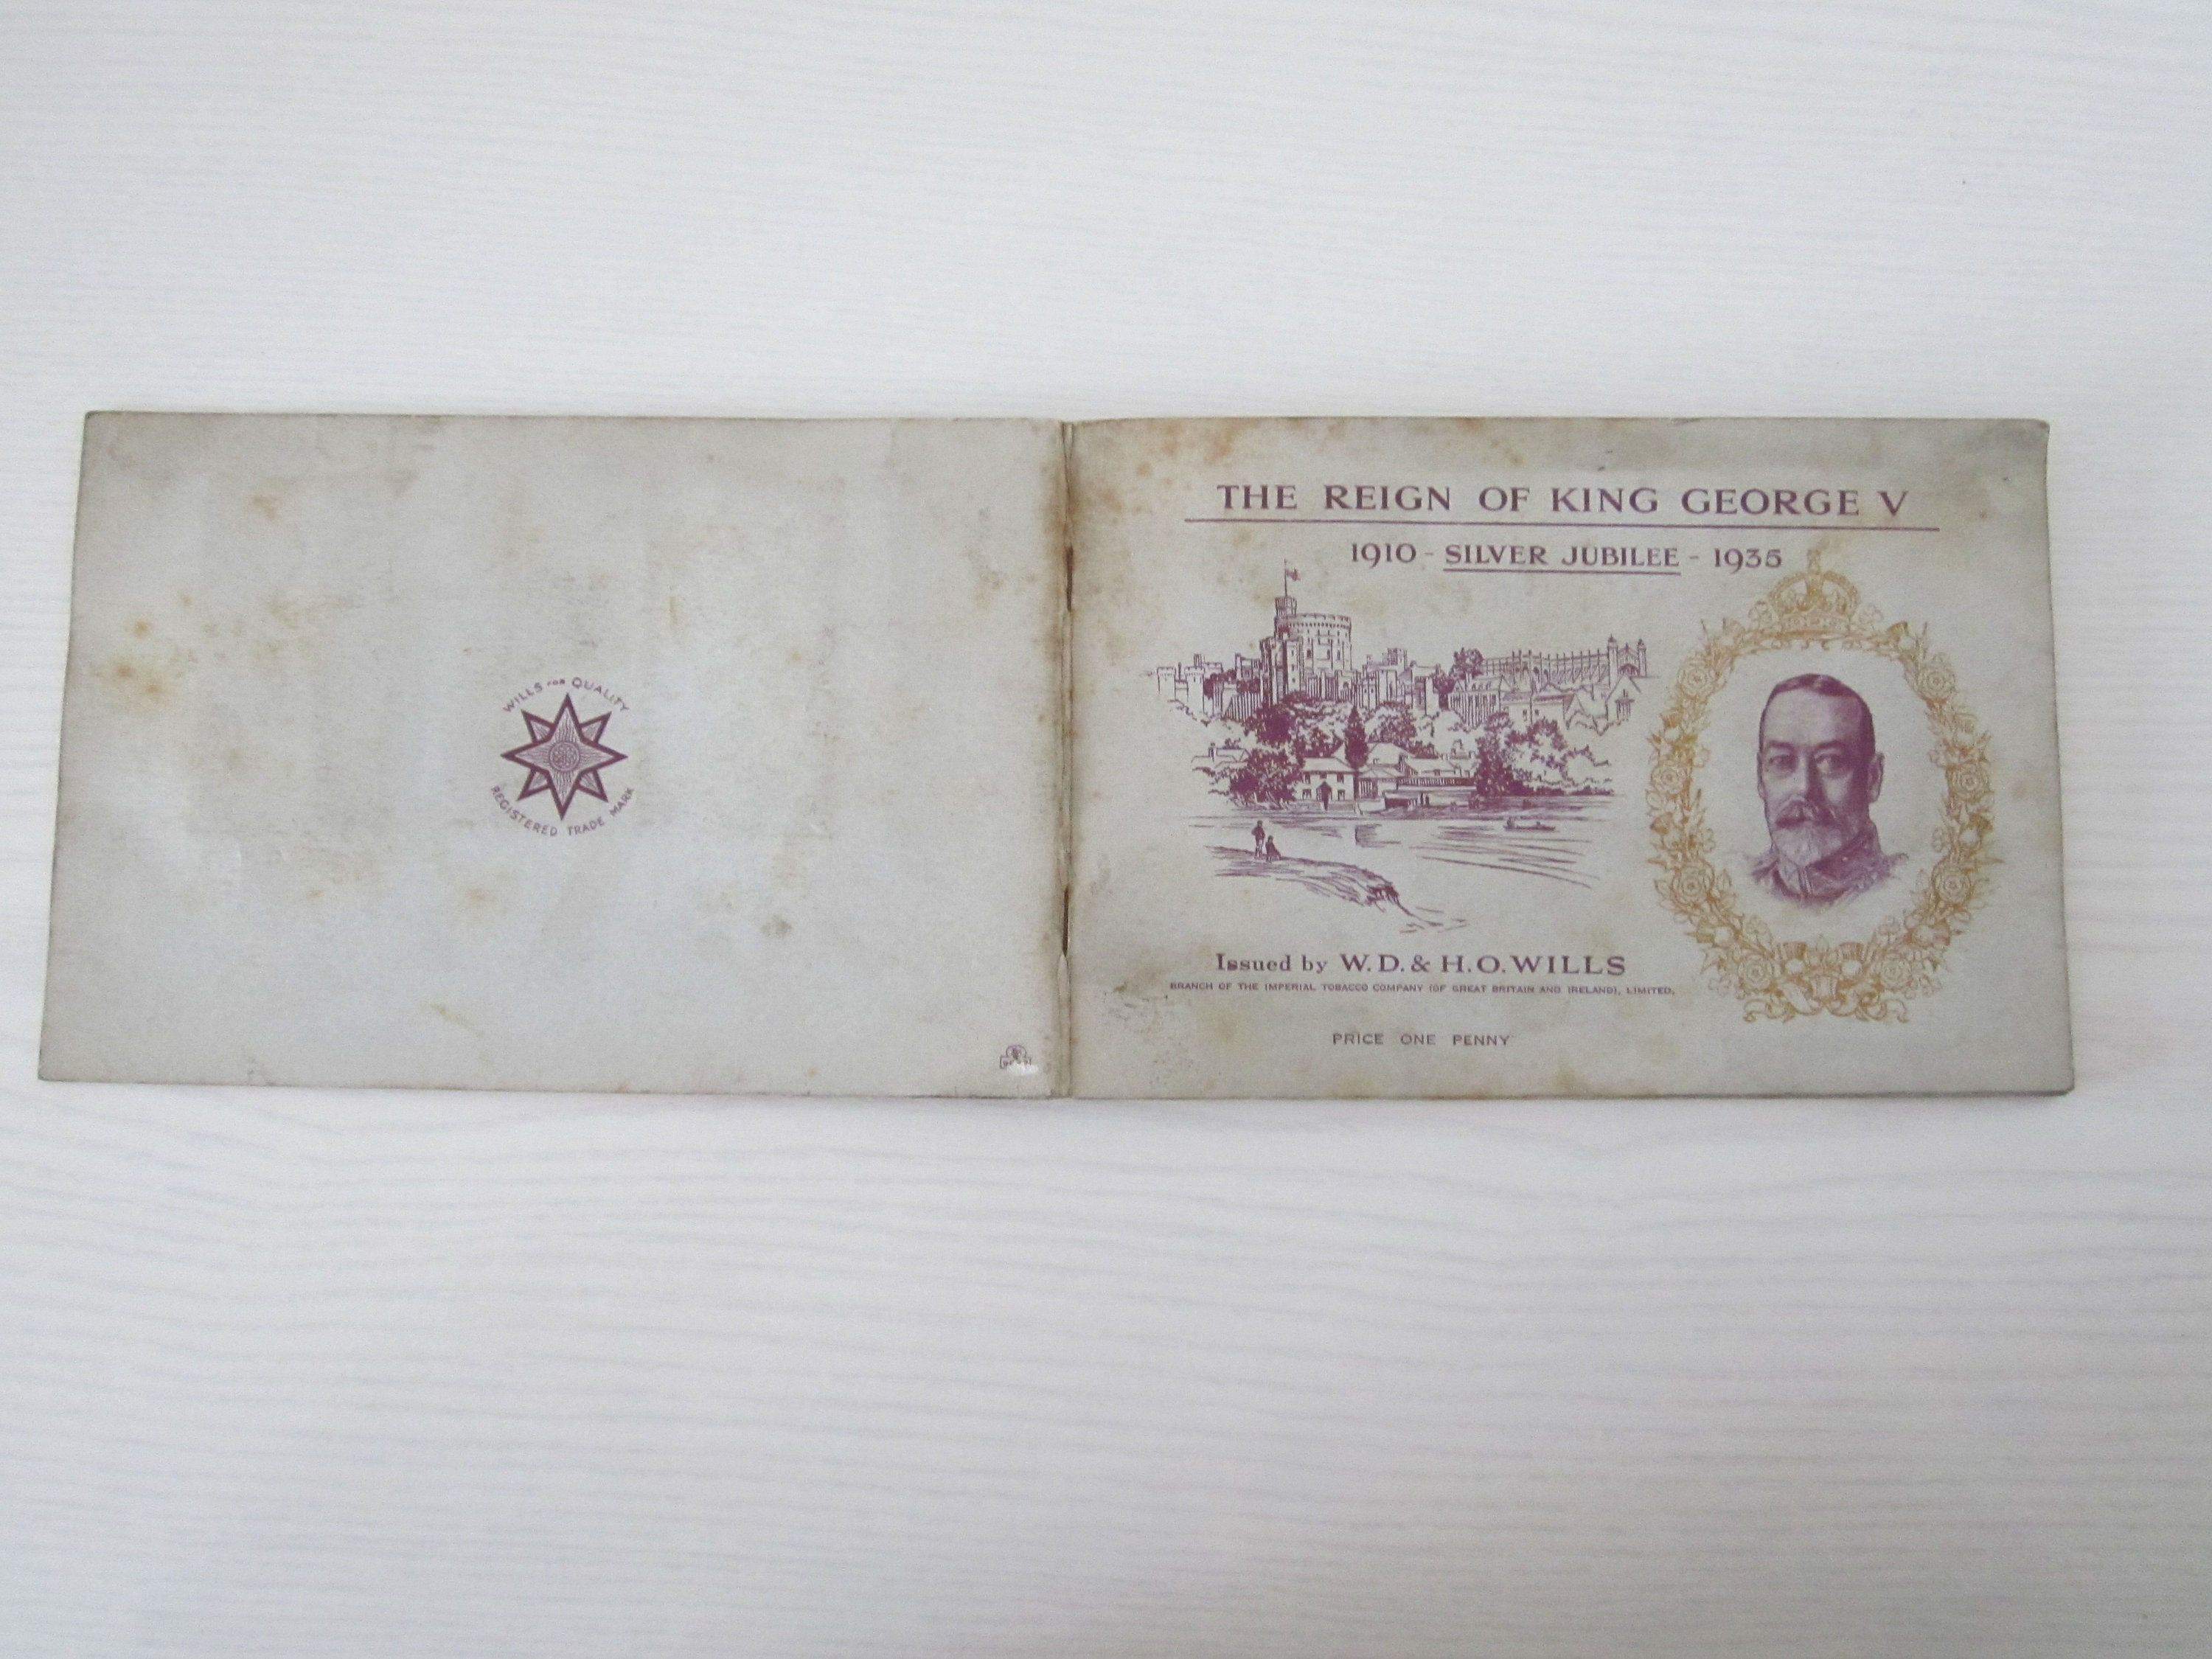 WILLS FOR QUALITY
REGISTERED TRADE MARK
THE REIGN OF KING GEORGE V
1910 - SILVER JUBILEE - 1935
Issued by W.D. & H.O. WILLS
BRANCH OF THE IMPERIAL TOBACCO COMPANY (OF GREAT BRITAIN AND IRELAND), LIMITED.
PRICE ONE PENNY